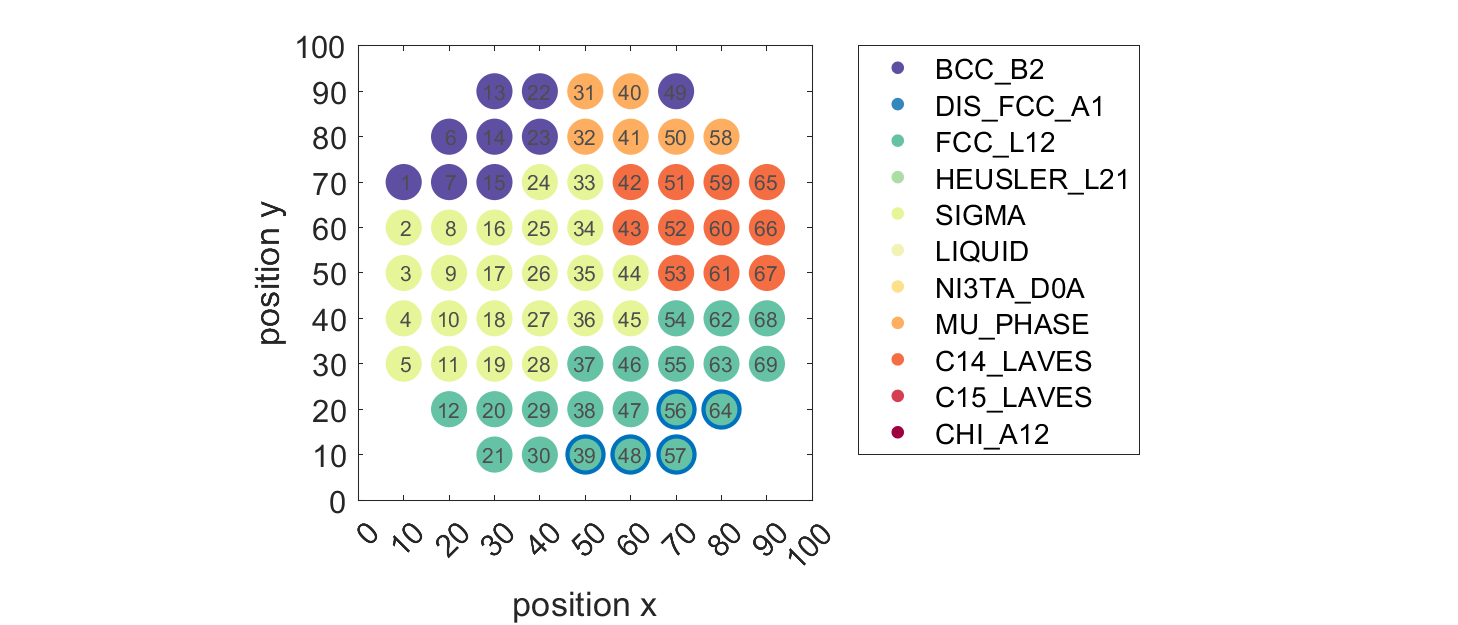 100
90
80
70
60
50
40
30
20
10
0
position y
13 22 31 40 49
6 14 23 32 41 50 58
1 7 15 24 33 42 51 59 65
2 8 16 25 34 43 52 60 66
3 9 17 26 35 44 53 61 67
4 10 18 27 36 45 54 62 68
5 11 19 28 37 46 55 63 69
12 20 29 38 47 56 64
21 30 39 48 57
0 10 20 30 40 50 60 70 80 90 100
position x
BCC_B2
DIS_FCC_A1
FCC_L12
HEUSLER_L21
SIGMA
LIQUID
NI3TA_D0A
MU_PHASE
C14_LAVES
C15_LAVES
CHI_A12